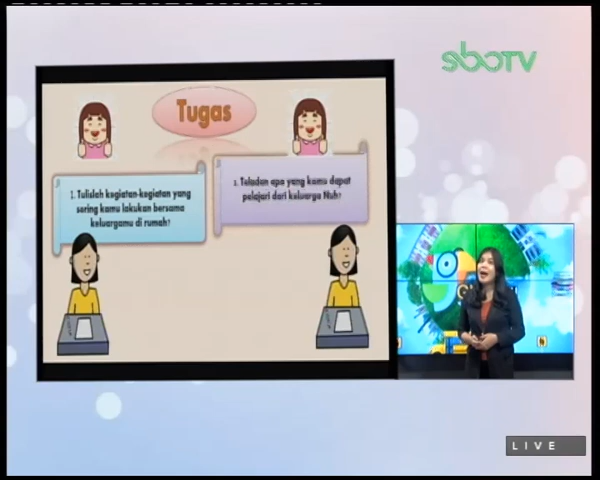 sboTV
Tugas
1. Tulislah kegiatan-kegiatan yang
sering kamu lakukan bersama
keluargamu di rumah!
2. Teladan apa yang kamu dapat
pelajari dari keluarga Nuh?
LIVE